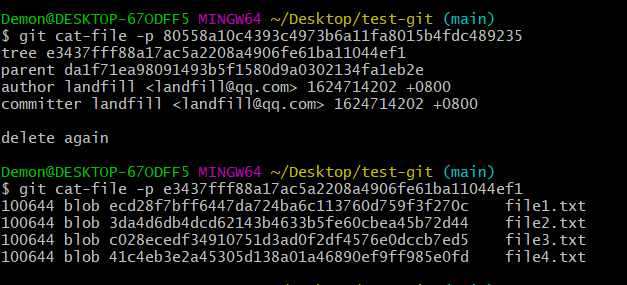 Demon@DESKTOP-67ODFF5 MINGW64 ~/Desktop/test-git (main)
$ git cat-file -p 80558a10c4393c4973b6a11fa8015b4fdc489235
tree e3437fff88a17ac5a2208a4906fe61ba11044ef1
parent da1f71ea98091493b5f1580d9a0302134fa1eb2e
author landfill <landfill@qq.com> 1624714202 +0800
committer landfill <landfill@qq.com> 1624714202 +0800
delete again
Demon@DESKTOP-67ODFF5 MINGW64 ~/Desktop/test-git (main)
$ git cat-file -p e3437fff88a17ac5a2208a4906fe61ba11044ef1
100644 blob ecd28f7bff6447da724ba6c113760d759f3f270c file1.txt
100644 blob 3da4d6db4dcd62143b4633b5fe60cbea45b72d44 file2.txt
100644 blob c028ecedf34910751d3ad0f2df4576e0dccb7ed5 file3.txt
100644 blob 41c4eb3e2a45305d138a01a46890ef9ff985e0fd file4.txt